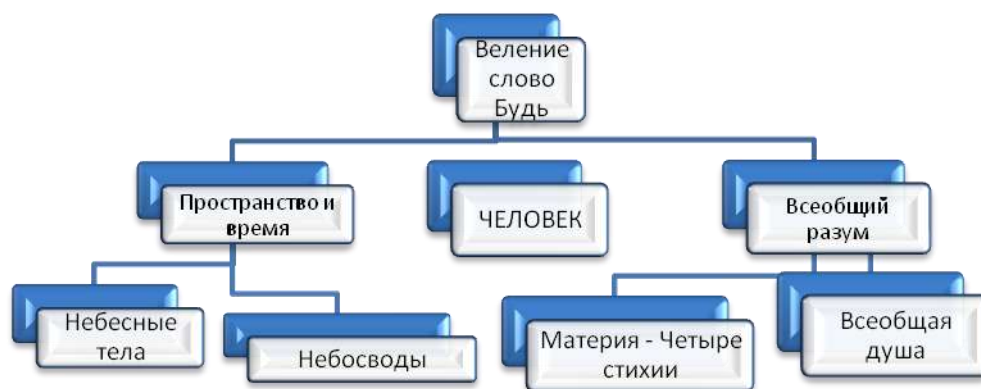 Веление
слово
Будь
Пространство и
время
ЧЕЛОВЕК
Всеобщий
разум
Небесные
тела
Небосводы
Материя - Четыре
стихии
Всеобщая
душа